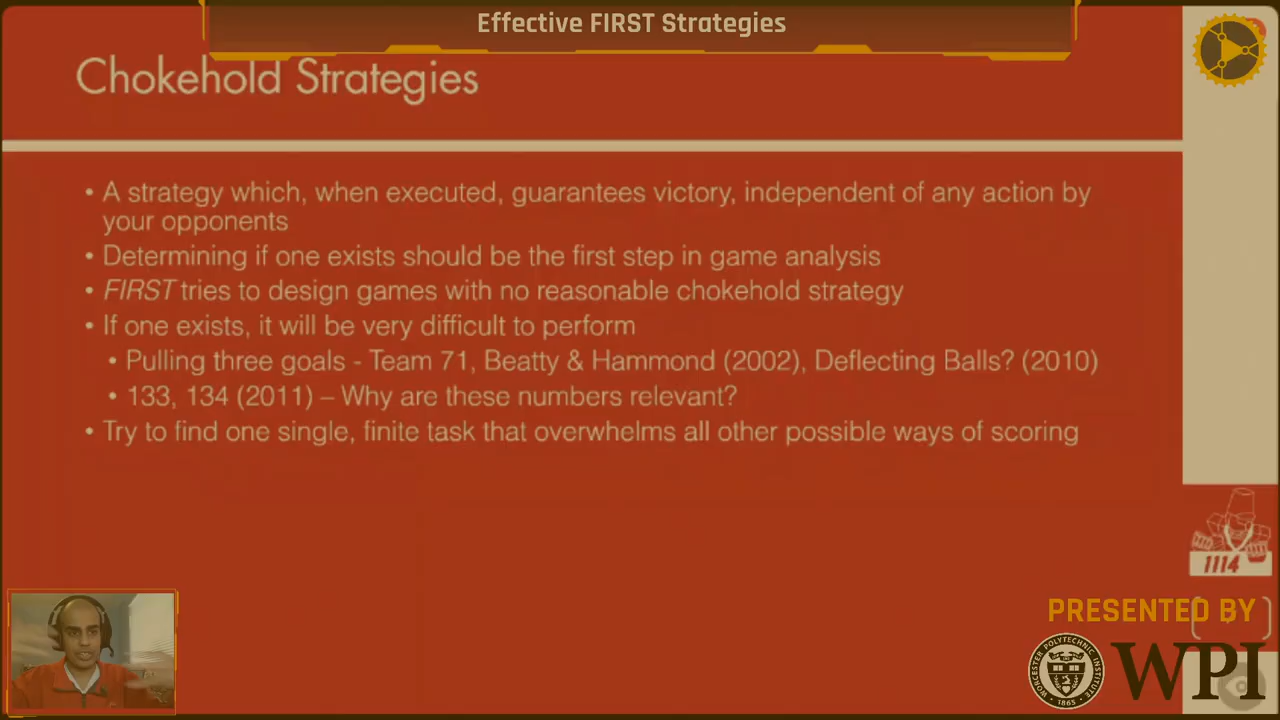 Effective FIRST Strategies
Chokehold Strategies
• A strategy which, when executed, guarantees victory, independent of any action by
your opponents
• Determining if one exists should be the first step in game analysis
• FIRST tries to design games with no reasonable chokehold strategy
• If one exists, it will be very difficult to perform
• Pulling three goals - Team 71, Beatty & Hammond (2002), Deflecting Balls? (2010)
• 133, 134 (2011) – Why are these numbers relevant?
• Try to find one single, finite task that overwhelms all other possible ways of scoring
1114
PRESENTED BY
WORCESTER POLYTECHNIC INSTITUTE
1865
WPI